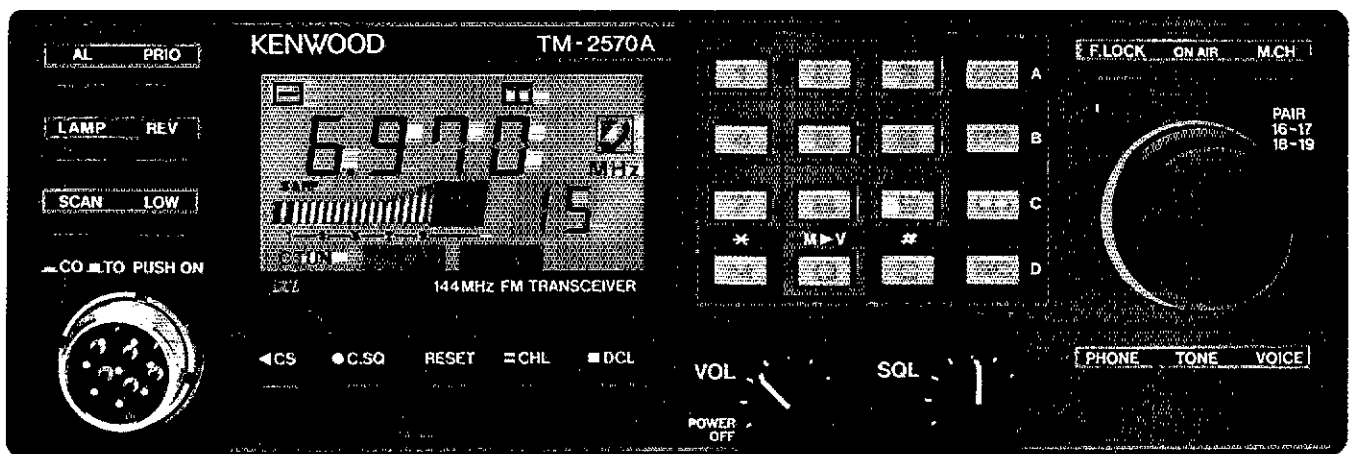 AL PRIO
LAMP REV
SCAN LOW
CO TO PUSH ON
KENWOOD TM-2570A
6.970
MHz
15
144MHz FM TRANSCEIVER
◄CS ●C.SQ RESET CHL ■DCL
A
B
C
* M►V #
D
VOL
POWER
OFF
SQL
F.LOCK ON AIR M.CH
PAIR
16-17
18-19
PHONE TONE VOICE